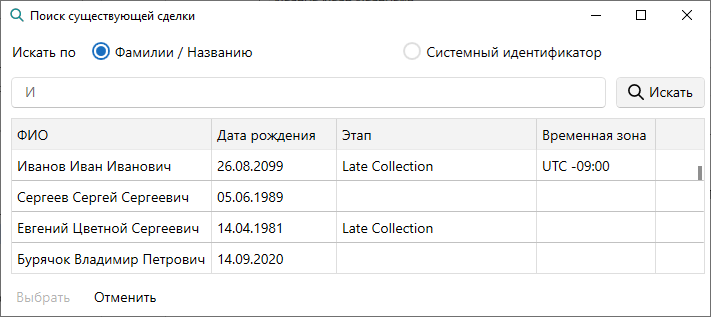 Поиск существующей сделки
Искать по Фамилии / Названию Системный идентификатор
И Искать
ФИО Дата рождения Этап Временная зона
Иванов Иван Иванович 26.08.2099 Late Collection UTC -09:00
Сергеев Сергей Сергеевич 05.06.1989
Евгений Цветной Сергеевич 14.04.1981 Late Collection
Бурячок Владимир Петрович 14.09.2020
Выбрать Отменить